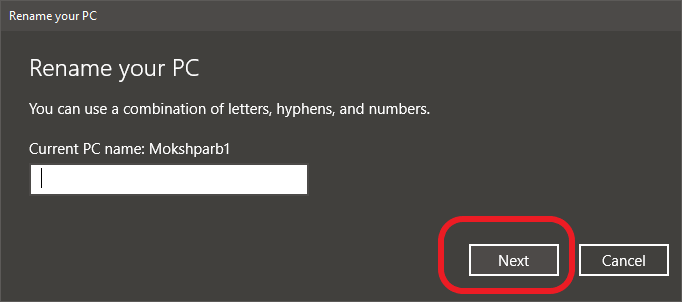 Rename your PC
Rename your PC
You can use a combination of letters, hyphens, and numbers.
Current PC name: Mokshparb1
Next
Cancel